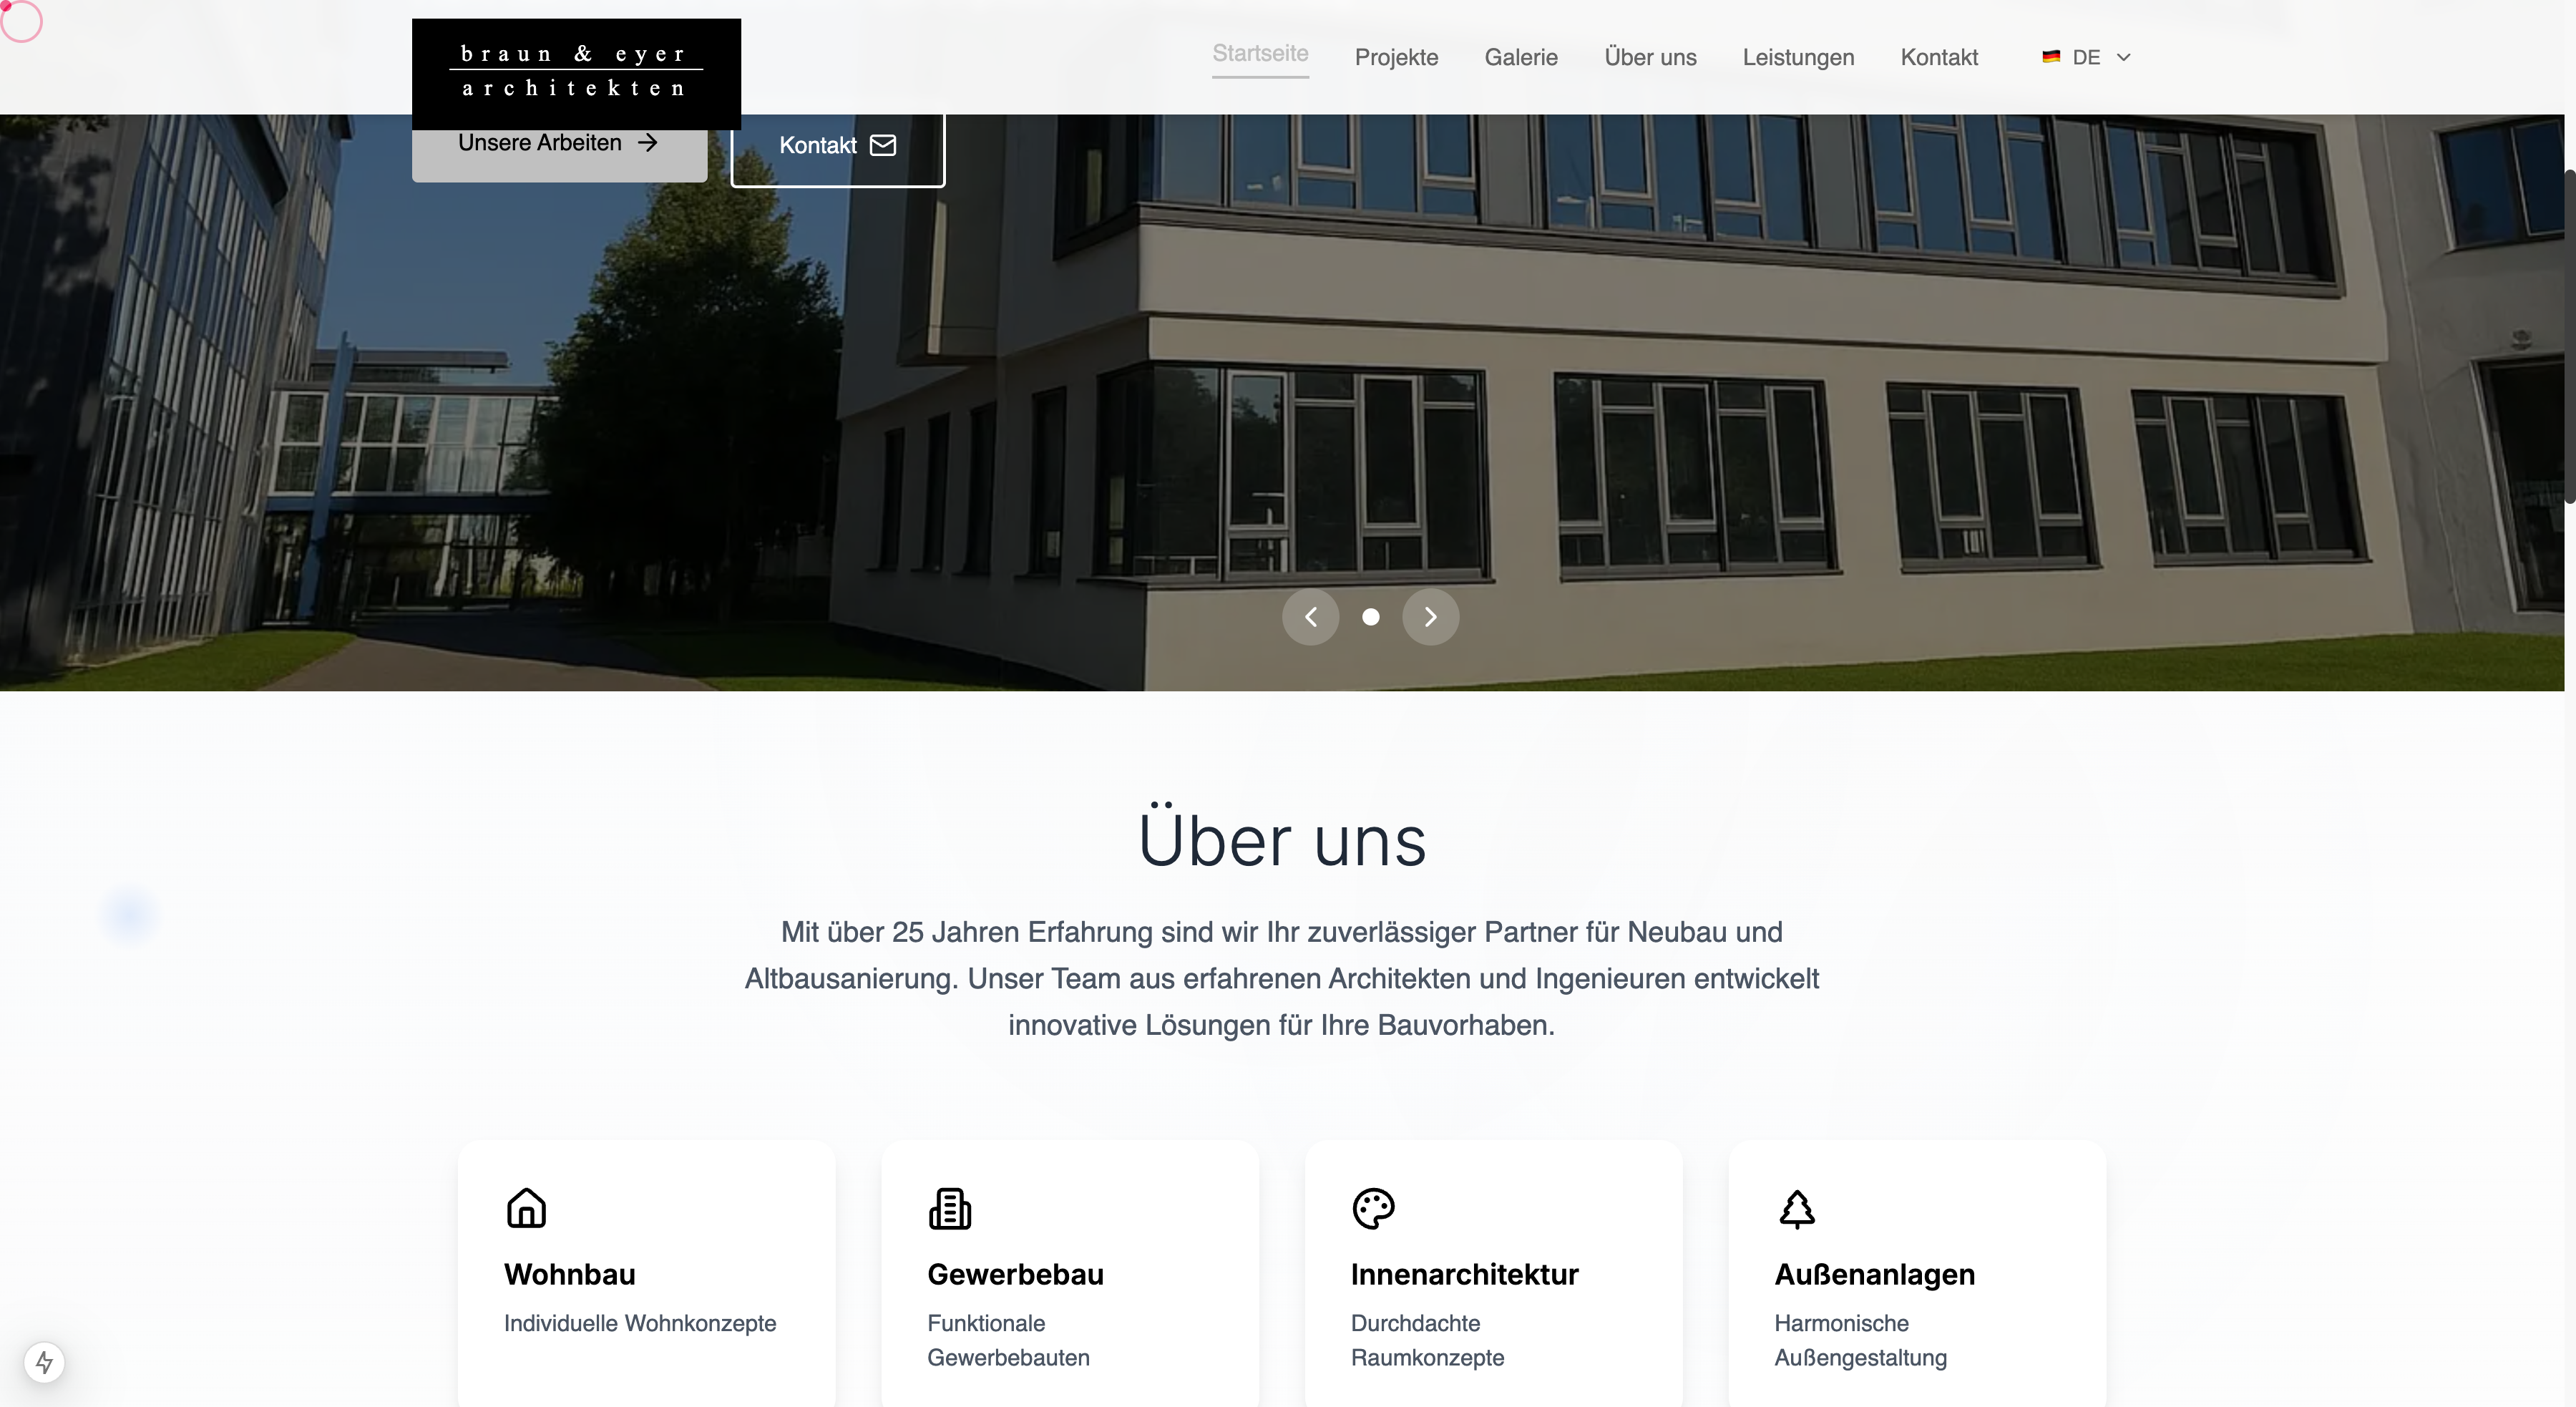 braun & eyer
architekten
Startseite
Projekte
Galerie
Über uns
Leistungen
Kontakt
DE
Unsere Arbeiten
Kontakt
Über uns
Mit über 25 Jahren Erfahrung sind wir Ihr zuverlässiger Partner für Neubau und
Altbausanierung. Unser Team aus erfahrenen Architekten und Ingenieuren entwickelt
innovative Lösungen für Ihre Bauvorhaben.
Wohnbau
Individuelle Wohnkonzepte
Gewerbebau
Funktionale
Gewerbebauten
Innenarchitektur
Durchdachte
Raumkonzepte
Außenanlagen
Harmonische
Außengestaltung